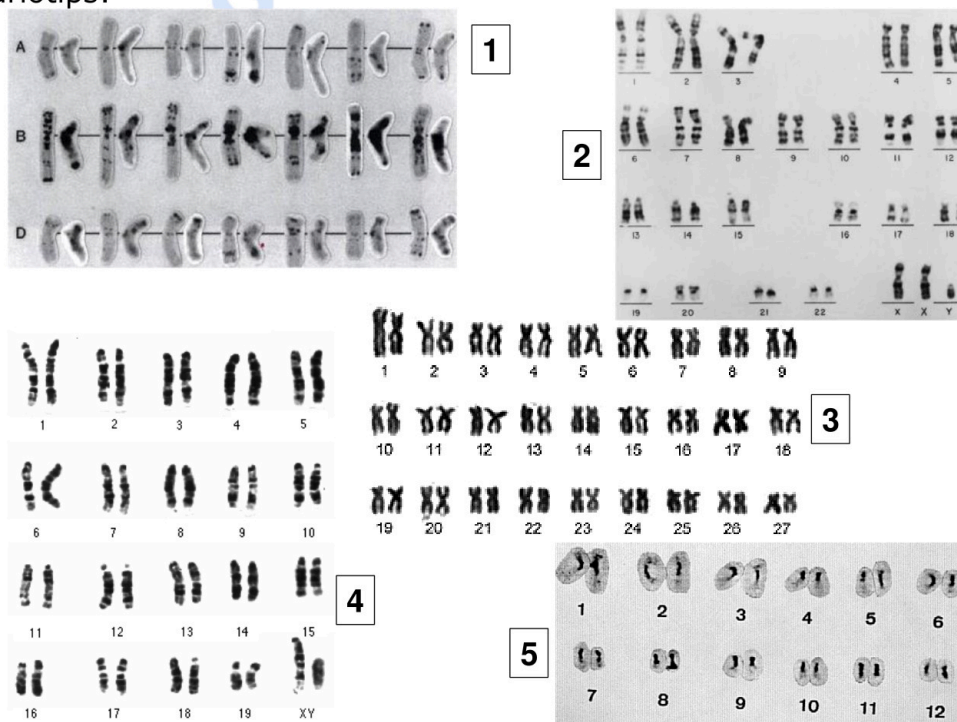 1
A
B
D
2
1 2 3 4 5
6 7 8 9 10 11 12
13 14 15 16 17 18
19 20 21 22 X X Y
3
1 2 3 4 5 6 7 8 9
10 11 12 13 14 15 16 17 18
19 20 21 22 23 24 25 26 27
4
1 2 3 4 5
6 7 8 9 10
11 12 13 14 15
16 17 18 19 XY
5
1 2 3 4 5 6
7 8 9 10 11 12